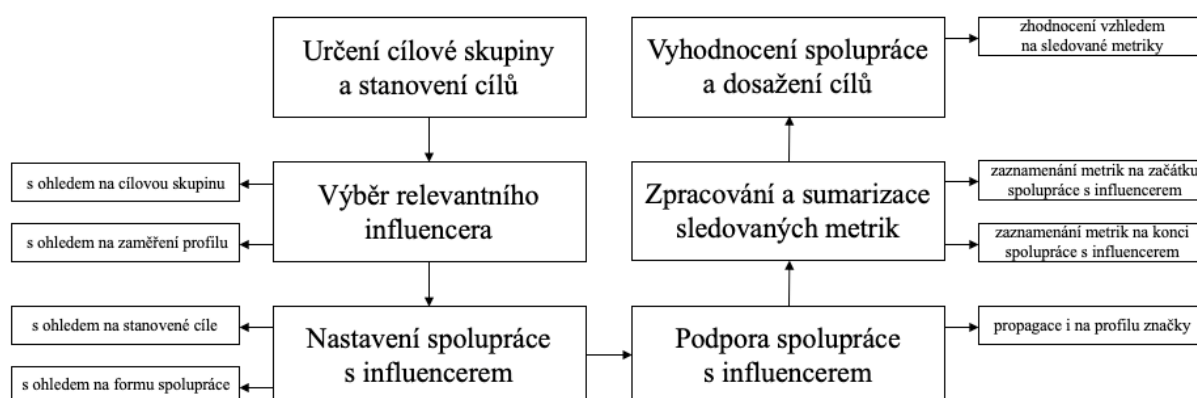 Určení cílové skupiny
a stanovení cílů
Vyhodnocení spolupráce
a dosažení cílů
zhodnocení vzhledem
na sledované metriky
s ohledem na cílovou skupinu
s ohledem na zaměření profilu
Výběr relevantního
influencera
Zpracování a sumarizace
sledovaných metrik
zaznamenání metrik na začátku
spolupráce s influencerem
zaznamenání metrik na konci
spolupráce s influencerem
s ohledem na stanovené cíle
s ohledem na formu spolupráce
Nastavení spolupráce
s influencerem
Podpora spolupráce
s influencerem
propagace i na profilu značky